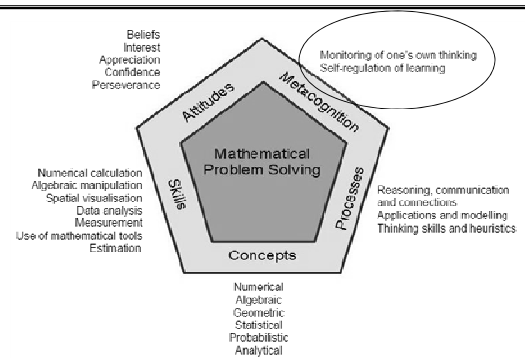 Beliefs
Interest
Appreciation
Confidence
Perseverance
Monitoring of one's own thinking
Self-regulation of learning
Attitudes
Metacognition
Mathematical
Problem Solving
Numerical calculation
Algebraic manipulation
Spatial visualisation
Data analysis
Measurement
Use of mathematical tools
Estimation
Skills
Processes
Reasoning, communication
and connections
Applications and modelling
Thinking skills and heuristics
Concepts
Numerical
Algebraic
Geometric
Statistical
Probabilistic
Analytical